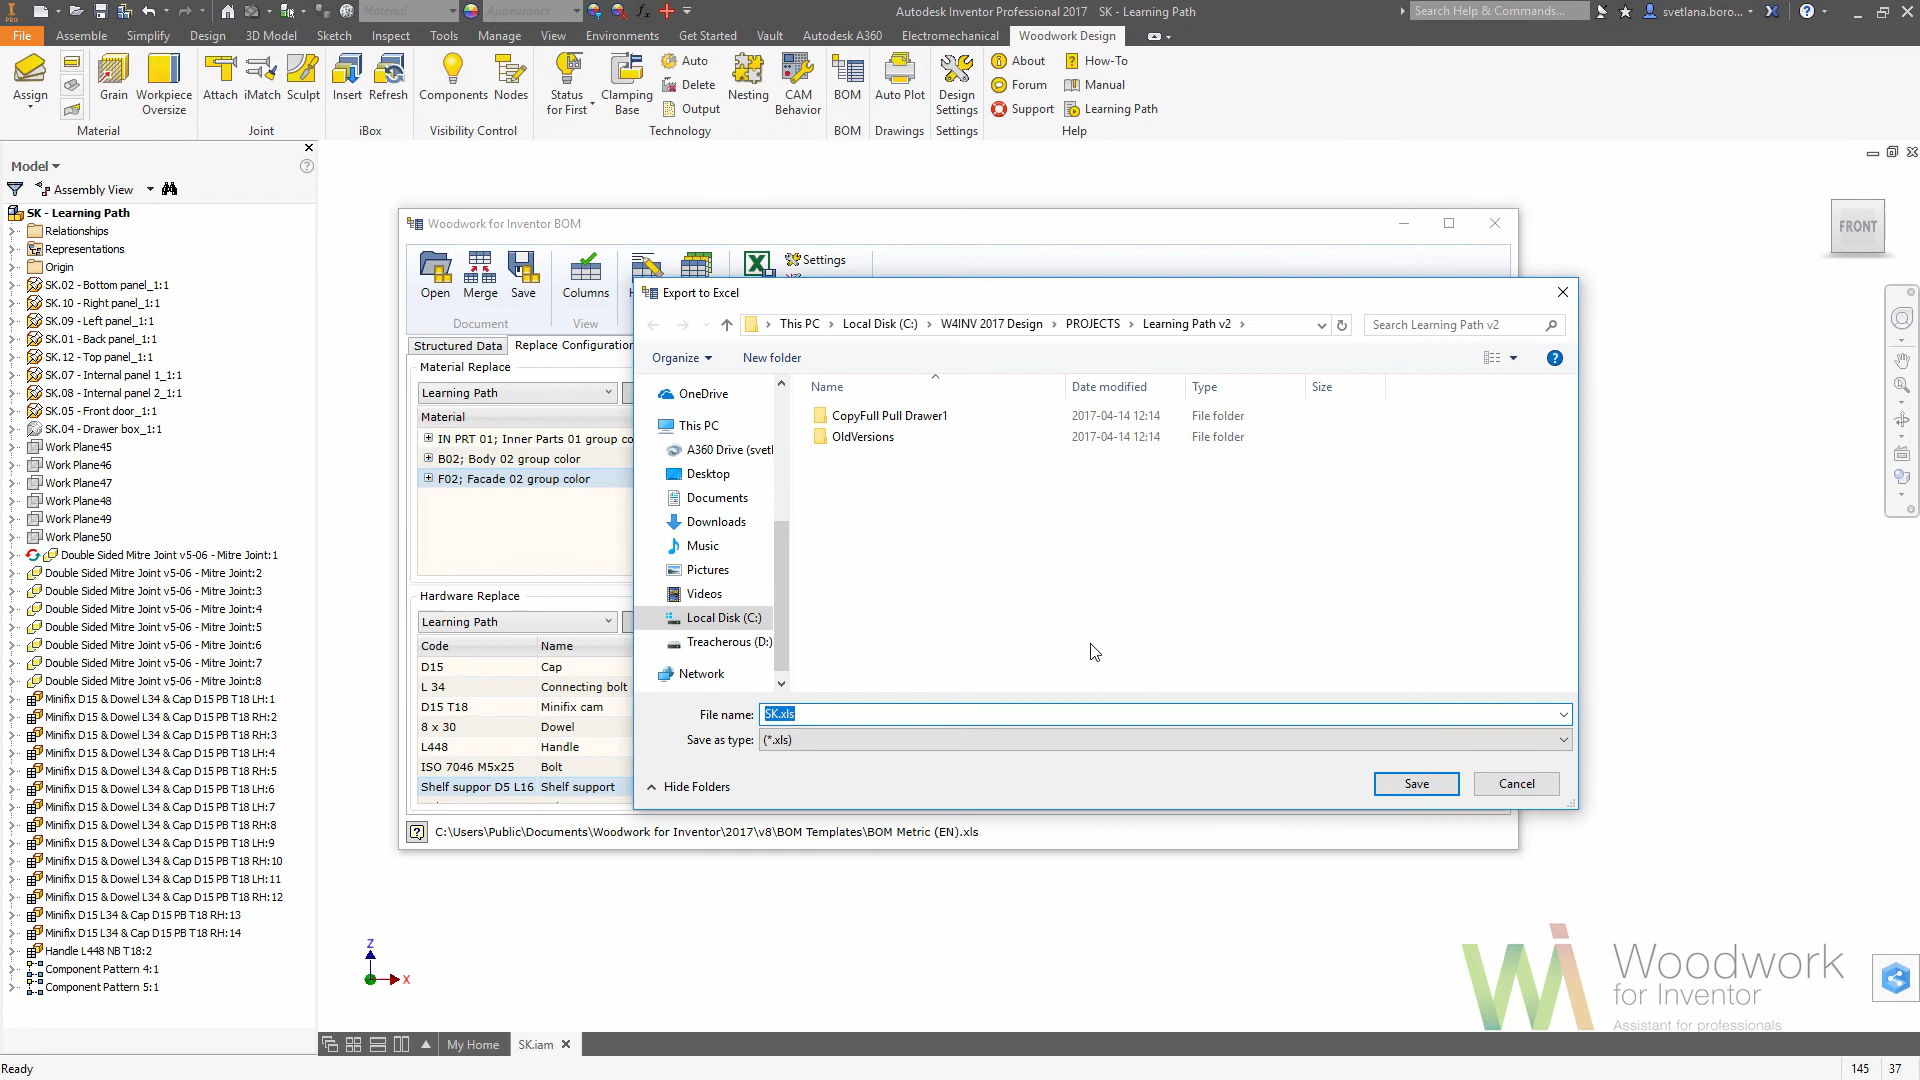 Material
Appearance
Autodesk Inventor Professional 2017 SK - Learning Path
Search Help & Commands...
svetlana.boro...
PRO
File
Assemble
Simplify
Design
3D Model
Sketch
Inspect
Tools
Manage
View
Environments
Get Started
Vault
Autodesk A360
Electromechanical
Woodwork Design
Assign
Grain
Workpiece
Oversize
Attach
iMatch
Sculpt
Insert
Refresh
Components
Nodes
Status
for First
Clamping
Base
Auto
Delete
Output
Nesting
CAM
Behavior
BOM
Auto Plot
Design
Settings
About
Forum
Support
How-To
Manual
Learning Path
Material
Joint
iBox
Visibility Control
Technology
BOM
Drawings
Settings
Help
Model
Assembly View
SK - Learning Path
Relationships
Representations
Origin
SK.02 - Bottom panel_1:1
SK.10 - Right panel_1:1
SK.09 - Left panel_1:1
SK.01 - Back panel_1:1
SK.12 - Top panel_1:1
SK.07 - Internal panel 1_1:1
SK.08 - Internal panel 2_1:1
SK.05 - Front door_1:1
SK.04 - Drawer box_1:1
Work Plane45
Work Plane46
Work Plane47
Work Plane48
Work Plane49
Work Plane50
Double Sided Mitre Joint v5-06 - Mitre Joint:1
Double Sided Mitre Joint v5-06 - Mitre Joint:2
Double Sided Mitre Joint v5-06 - Mitre Joint:3
Double Sided Mitre Joint v5-06 - Mitre Joint:4
Double Sided Mitre Joint v5-06 - Mitre Joint:5
Double Sided Mitre Joint v5-06 - Mitre Joint:6
Double Sided Mitre Joint v5-06 - Mitre Joint:7
Double Sided Mitre Joint v5-06 - Mitre Joint:8
Minifix D15 & Dowel L34 & Cap D15 PB T18 LH:1
Minifix D15 & Dowel L34 & Cap D15 PB T18 RH:2
Minifix D15 & Dowel L34 & Cap D15 PB T18 RH:3
Minifix D15 & Dowel L34 & Cap D15 PB T18 LH:4
Minifix D15 & Dowel L34 & Cap D15 PB T18 RH:5
Minifix D15 & Dowel L34 & Cap D15 PB T18 LH:6
Minifix D15 & Dowel L34 & Cap D15 PB T18 LH:7
Minifix D15 & Dowel L34 & Cap D15 PB T18 RH:8
Minifix D15 & Dowel L34 & Cap D15 PB T18 LH:9
Minifix D15 & Dowel L34 & Cap D15 PB T18 RH:10
Minifix D15 & Dowel L34 & Cap D15 PB T18 LH:11
Minifix D15 & Dowel L34 & Cap D15 PB T18 RH:12
Minifix D15 L34 & Cap D15 PB T18 RH:13
Minifix D15 L34 & Cap D15 PB T18 RH:14
Handle L448 NB T18:2
Component Pattern 4:1
Component Pattern 5:1
Woodwork for Inventor BOM
Open
Merge
Save
Columns
Settings
Document
View
Structured Data
Replace Configuration
Material Replace
Learning Path
Material
IN PRT 01; Inner Parts 01 group co
B02; Body 02 group color
F02; Facade 02 group color
Hardware Replace
Learning Path
Code Name
D15 Cap
L 34 Connecting bolt
D15 T18 Minifix cam
8 x 30 Dowel
L448 Handle
ISO 7046 M5x25 Bolt
Shelf suppor D5 L16 Shelf support
C:\Users\Public\Documents\Woodwork for Inventor\2017\v8\BOM Templates\BOM Metric (EN).xls
Export to Excel
This PC
Local Disk (C:)
W4INV 2017 Design
PROJECTS
Learning Path v2
Search Learning Path v2
Organize
New folder
OneDrive
This PC
A360 Drive (svetl
Desktop
Documents
Downloads
Music
Pictures
Videos
Local Disk (C:)
Treacherous (D:)
Network
Name Date modified Type Size
CopyFull Pull Drawer1 2017-04-14 12:14 File folder
OldVersions 2017-04-14 12:14 File folder
File name: SK.xls
Save as type: (*.xls)
Hide Folders
Save
Cancel
FRONT
Z
X
Woodwork
for Inventor
Assistant for professionals
My Home
SK.iam
Ready
145 37